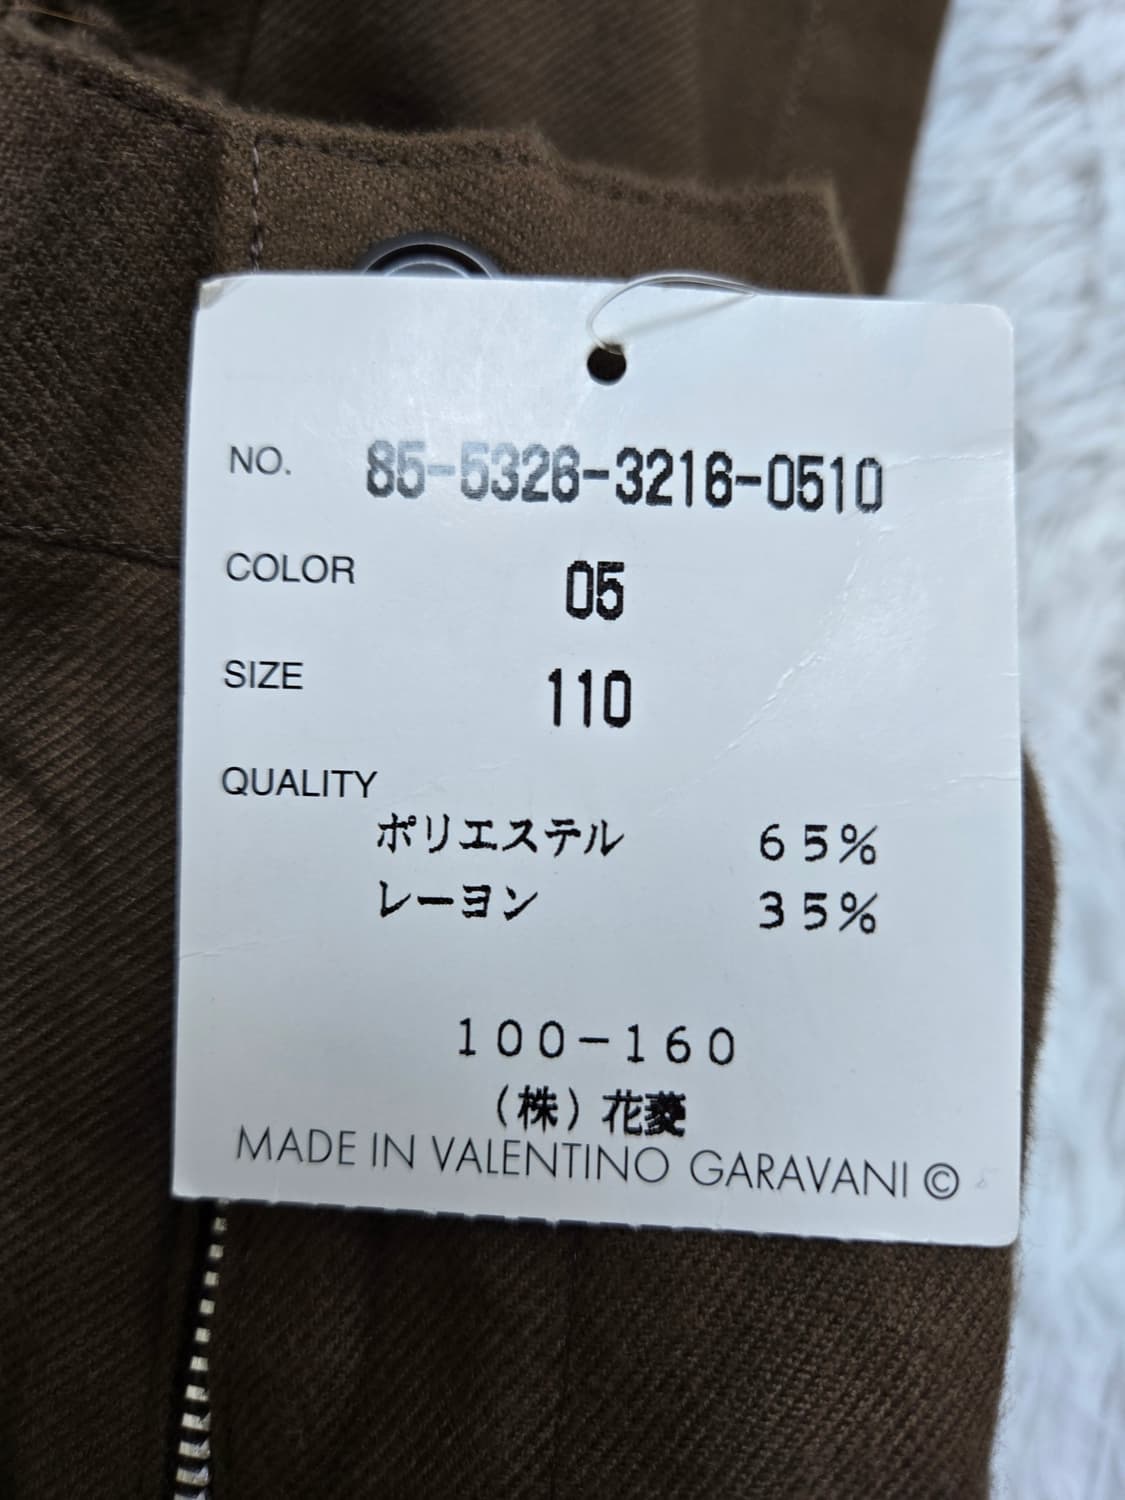 NO. 85-5326-3216-0510
COLOR 05
SIZE 110
QUALITY
ポリエステル 65%
レーヨン 35%
100-160
(株)花菱
MADE IN VALENTINO GARAVANI ©